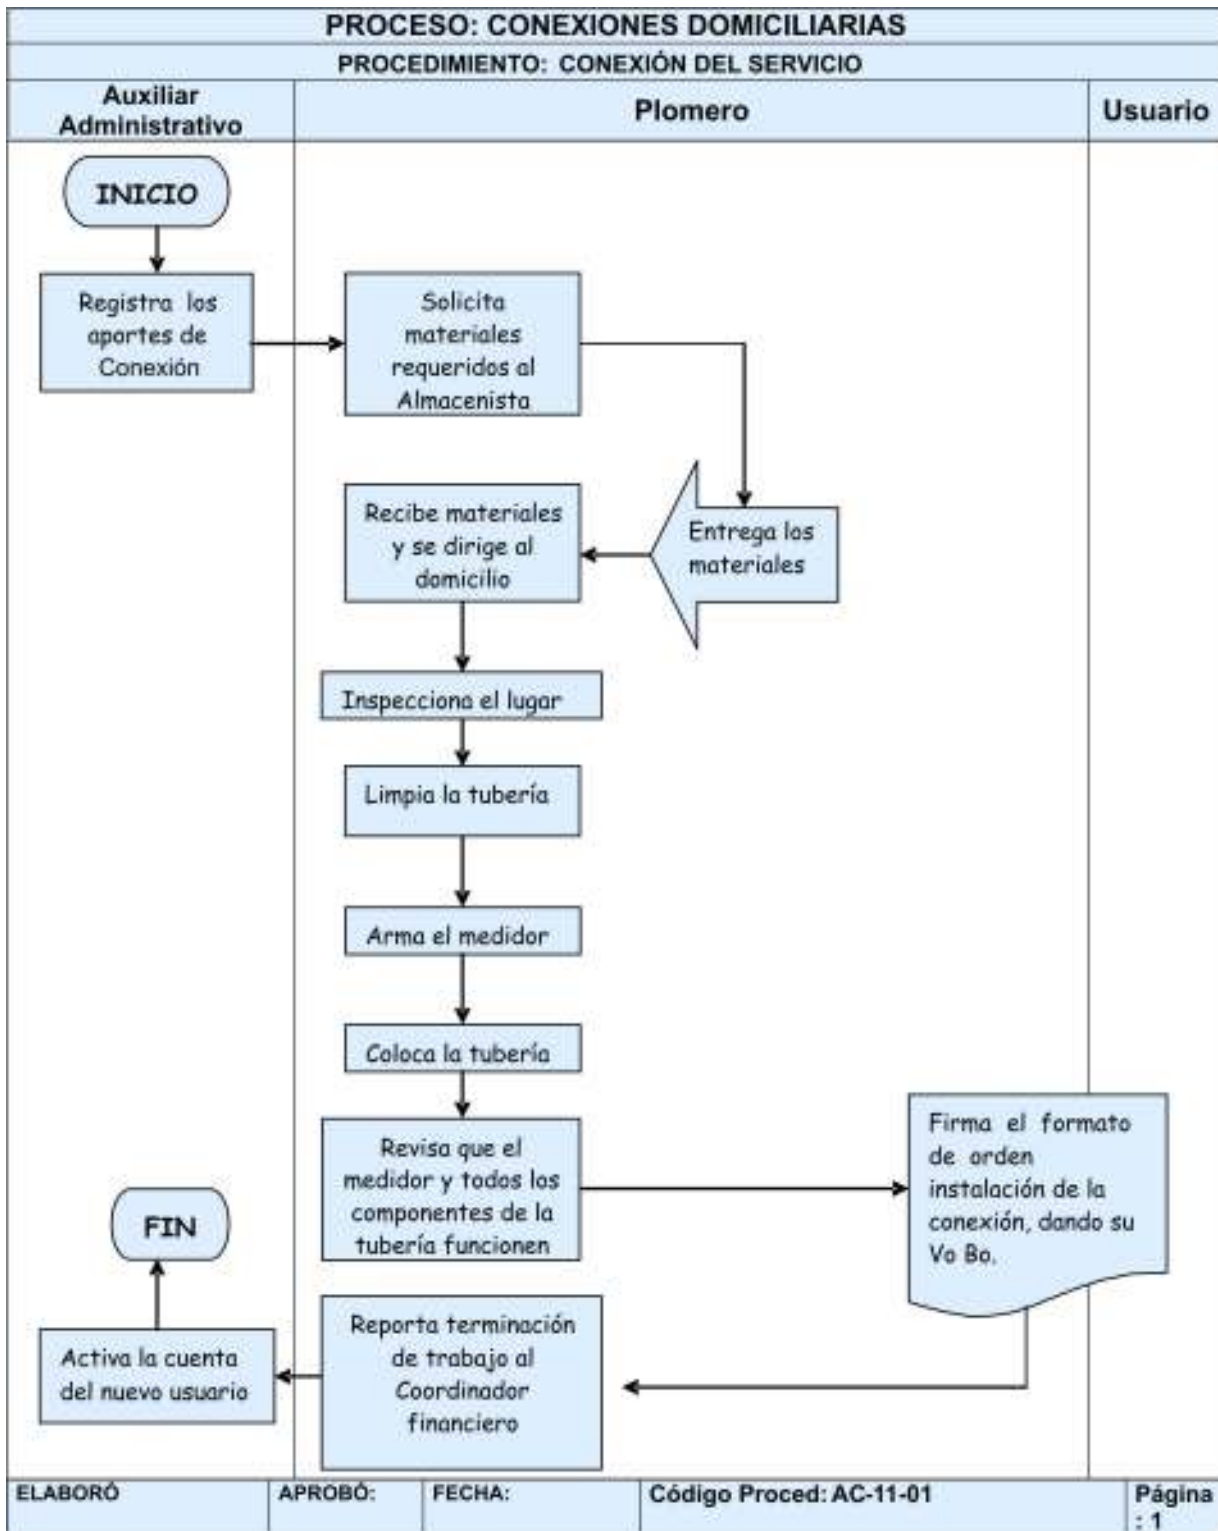 PROCESO: CONEXIONES DOMICILIARIAS
PROCEDIMIENTO: CONEXIÓN DEL SERVICIO
Auxiliar
Administrativo
Plomero
Usuario
INICIO
Registra los
aportes de
Conexión
Solicita
materiales
requeridos al
Almacenista
Entrega los
materiales
Recibe materiales
y se dirige al
domicilio
Inspecciona el lugar
Limpia la tubería
Arma el medidor
Coloca la tubería
Revisa que el
medidor y todos los
componentes de la
tubería funcionen
Firma el formato
de orden
instalación de la
conexión, dando su
Vo Bo.
Reporta terminación
de trabajo al
Coordinador
financiero
Activa la cuenta
del nuevo usuario
FIN
ELABORÓ
APROBÓ:
FECHA:
Código Proced: AC-11-01
Página
: 1